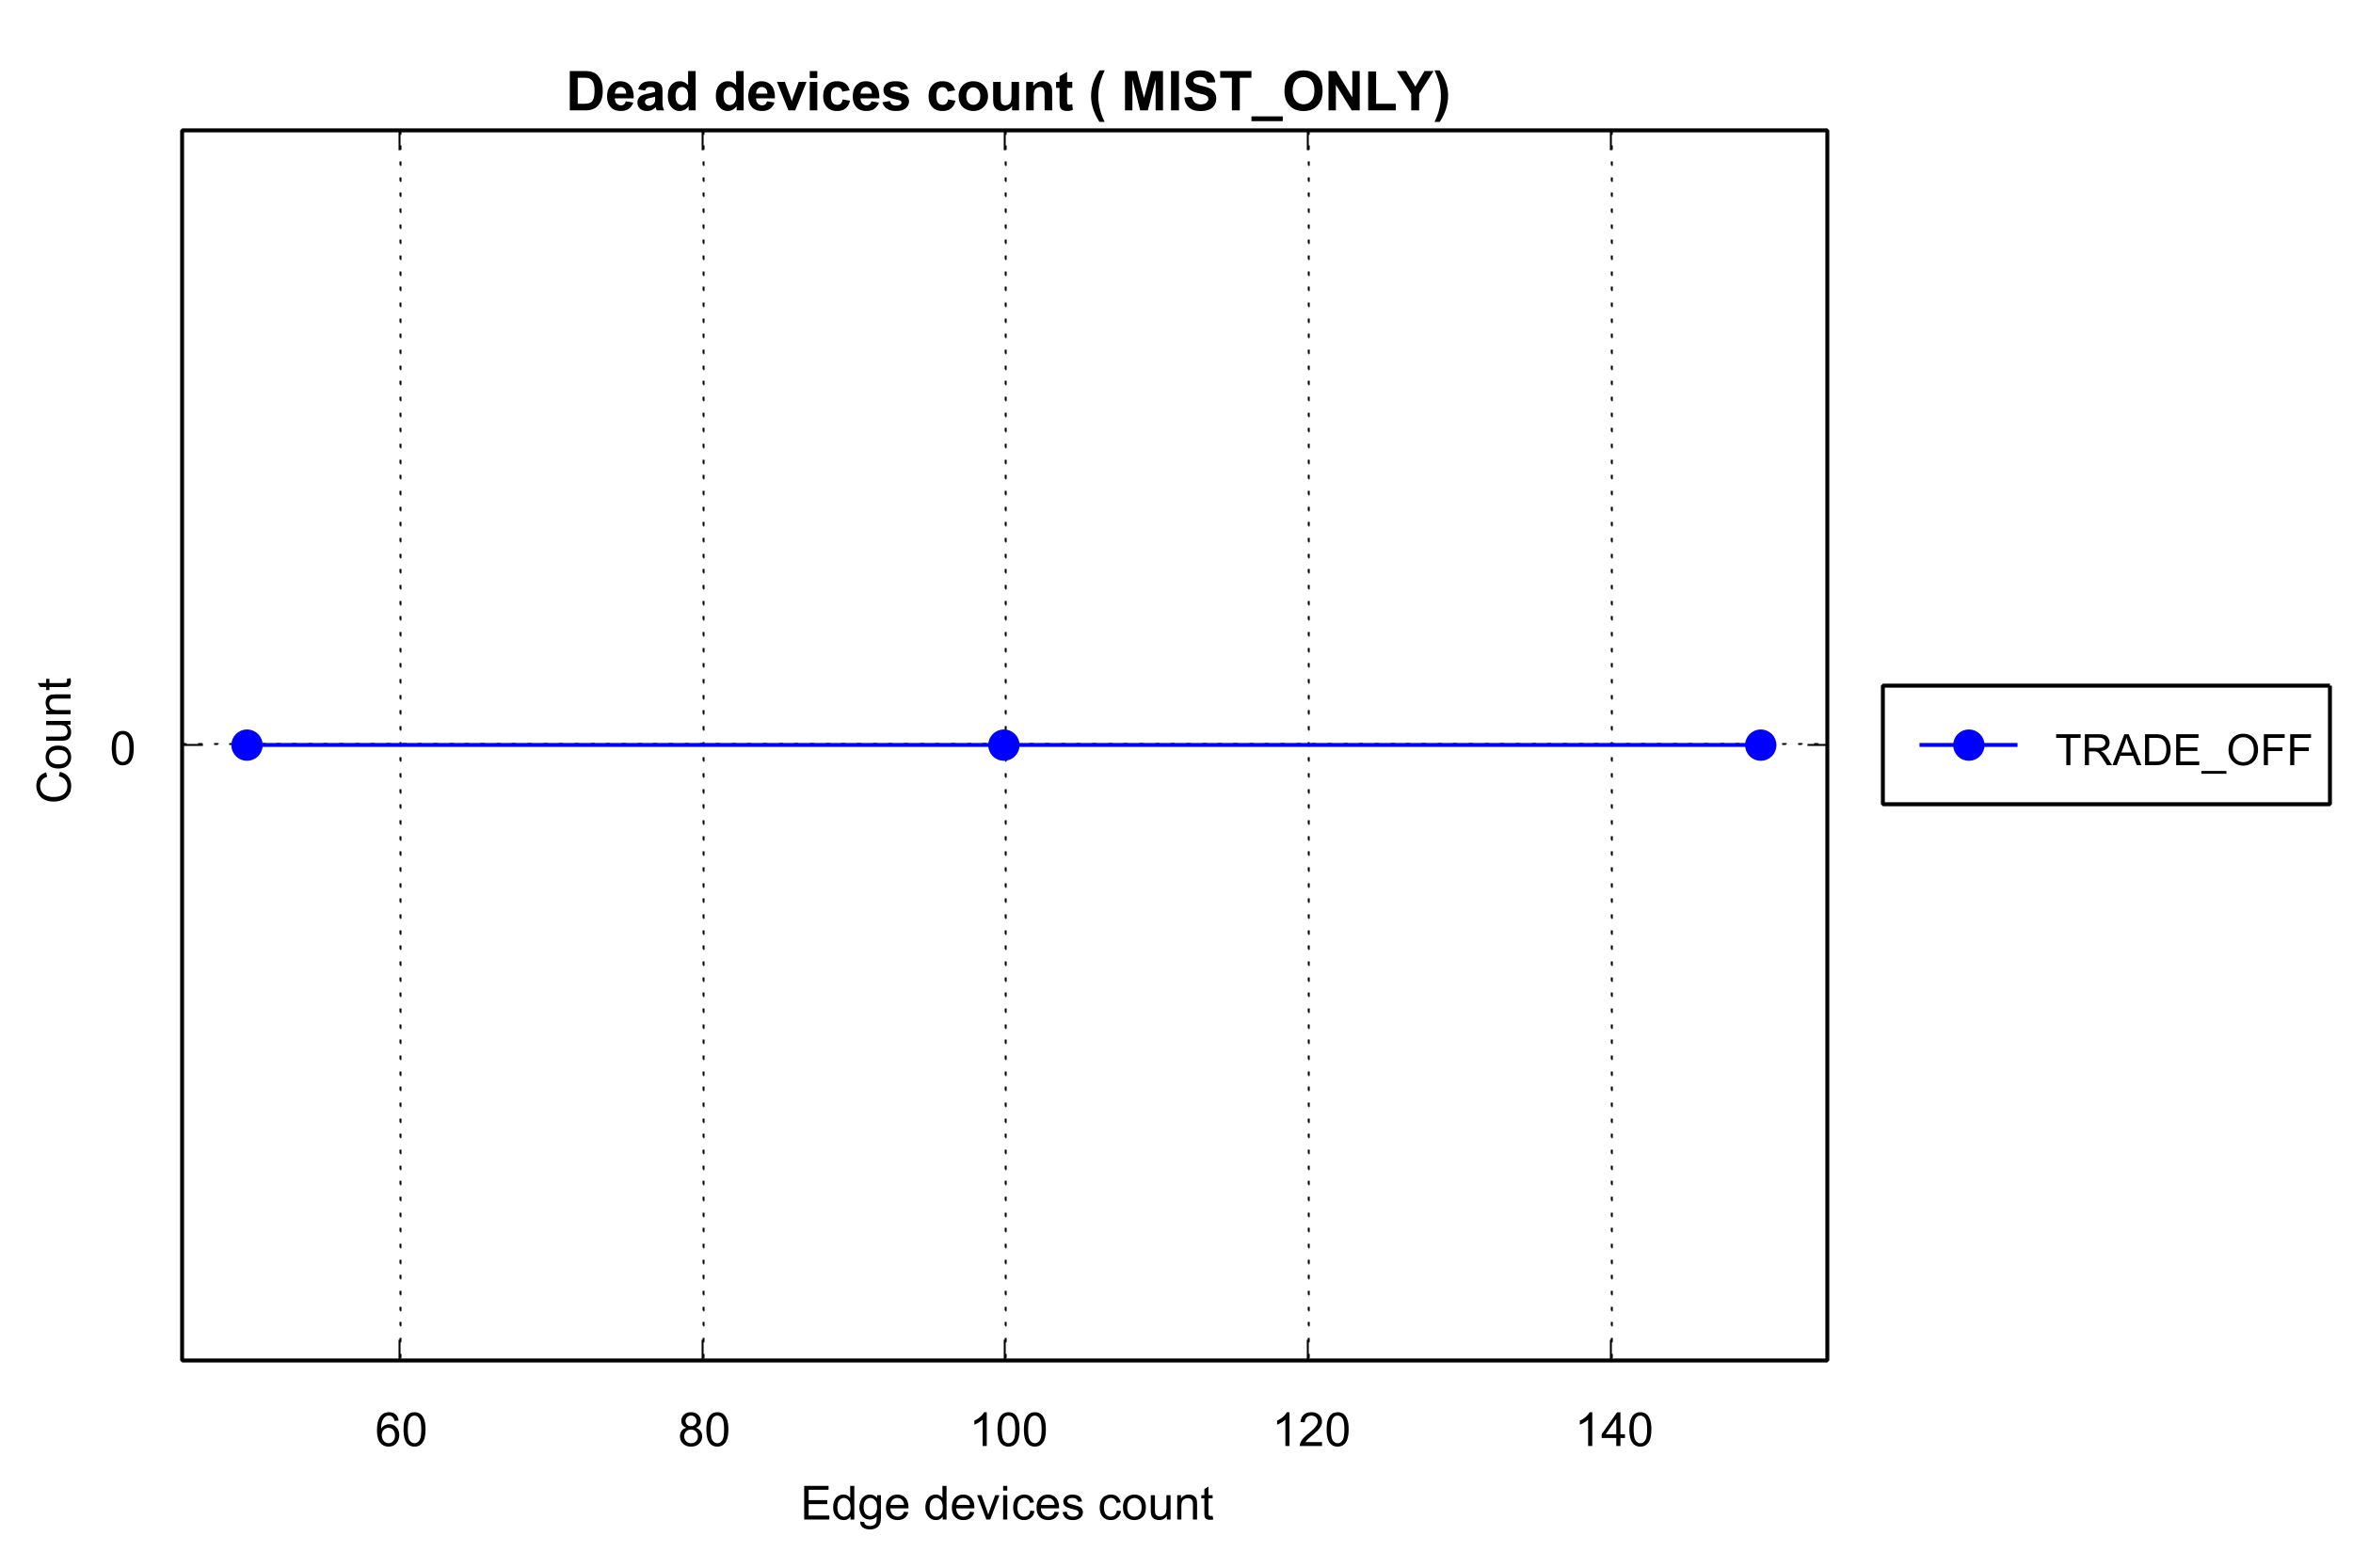 Dead devices count ( MIST_ONLY)
Count
0
TRADE_OFF
60 80 100 120 140
Edge devices count